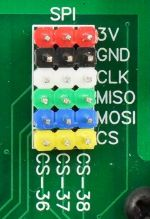 SPI
3V
GND
CLK
MISO
MOSI
CS
CS-36
CS-37
CS-38